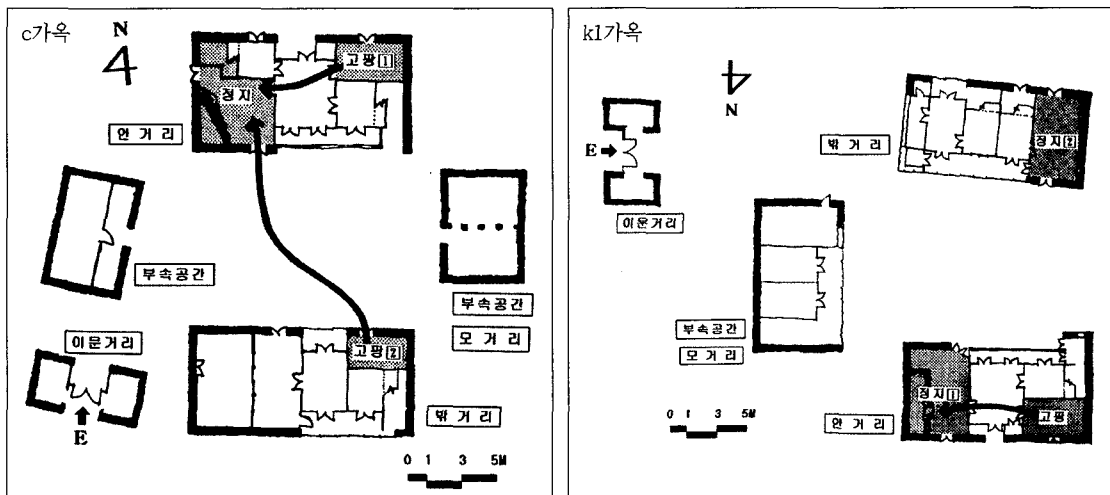 c가옥
N
고팡[1]
정지
안거리
부속공간
부속공간
모거리
이문거리
E
고팡[2]
밖거리
0 1 3 5M
k1가옥
N
E
이문거리
밖거리
정지[2]
부속공간
모거리
0 1 3 5M
정지[1]
고팡
안거리